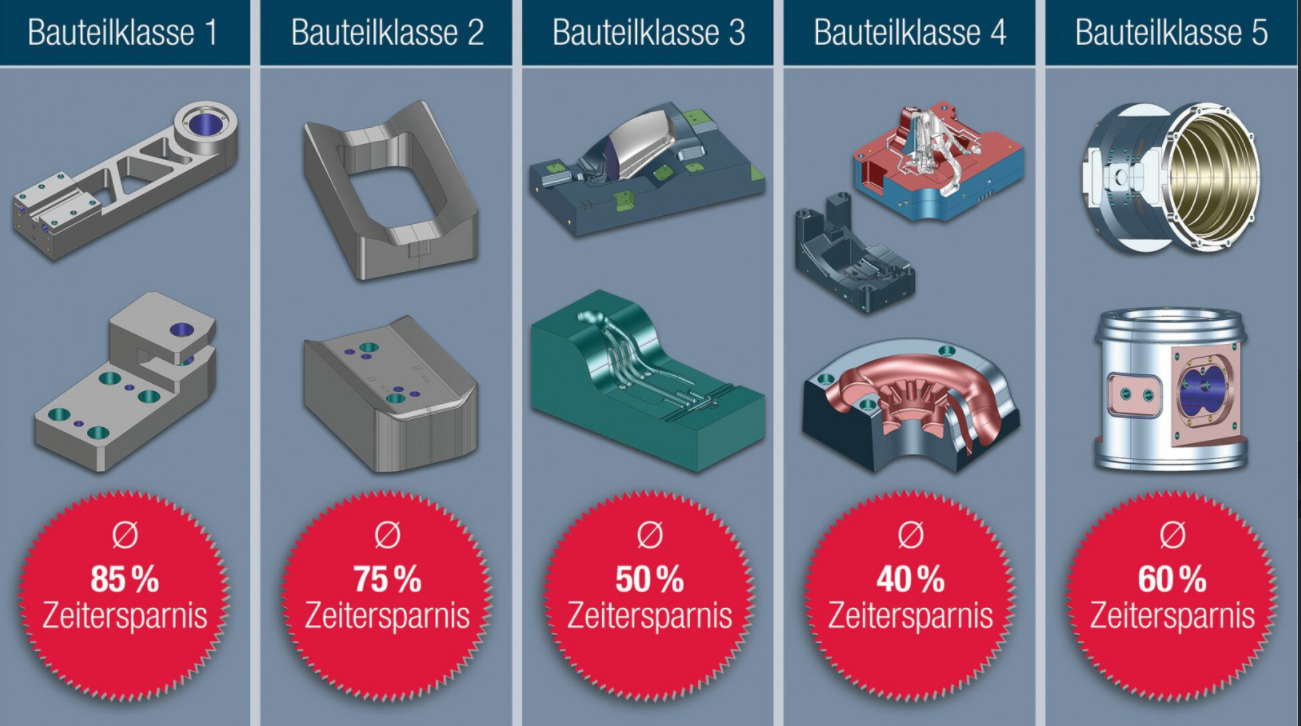 Bauteilklasse 1
Bauteilklasse 2
Bauteilklasse 3
Bauteilklasse 4
Bauteilklasse 5
Ø
85 %
Zeitersparnis
Ø
75 %
Zeitersparnis
Ø
50 %
Zeitersparnis
Ø
40 %
Zeitersparnis
Ø
60 %
Zeitersparnis